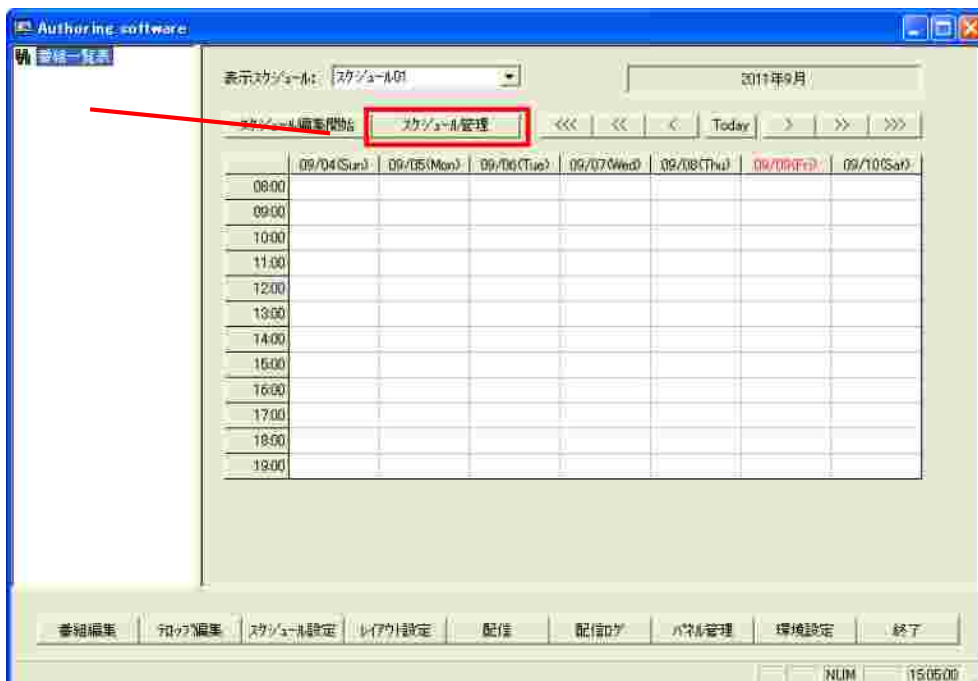 Authoring software
番組一覧表
表示スケジュール: スケジュール01 2011年9月
スケジュール編集開始 スケジュール管理 <<< << < Today > >> >>>
09/04(Sun) 09/05(Mon) 09/06(Tue) 09/07(Wed) 09/08(Thu) 09/09(Fri) 09/10(Sat)
08:00
09:00
10:00
11:00
12:00
13:00
14:00
15:00
16:00
17:00
18:00
19:00
番組編集 テロップ編集 スケジュール設定 レイアウト設定 配信 配信ログ パネル管理 環境設定 終了
NUM 15:05:00